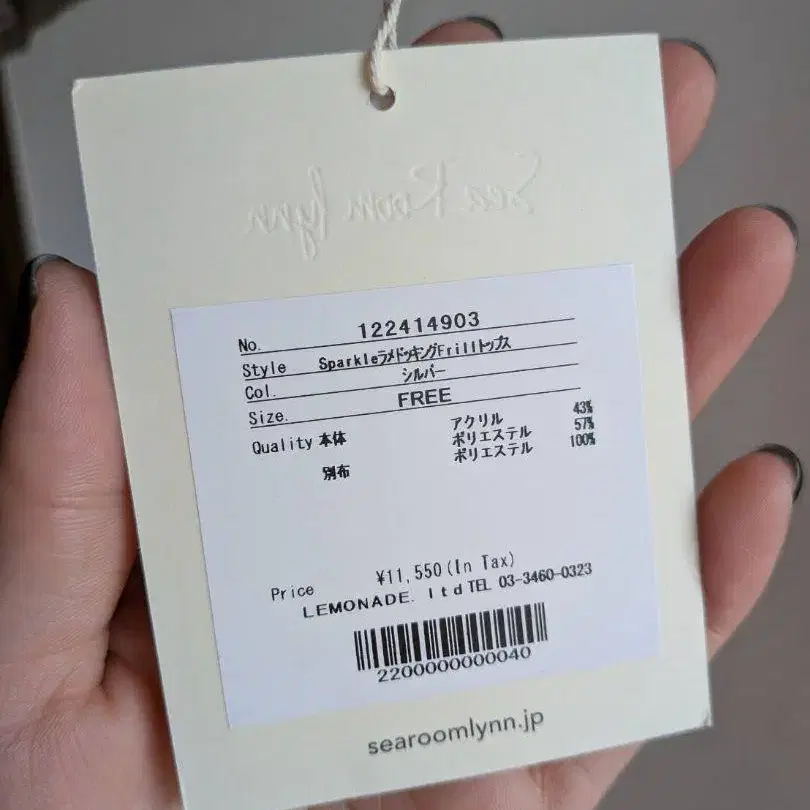 Sea Room lynn
No. 122414903
Style SparkleラメドッキングFrillトップス
Col. シルバー
Size. FREE
Quality 本体 アクリル 43%
ポリエステル 57%
別布 ポリエステル 100%
Price ¥11,550(In Tax)
LEMONADE. ltd TEL 03-3460-0323
2200000000040
searoomlynn.jp